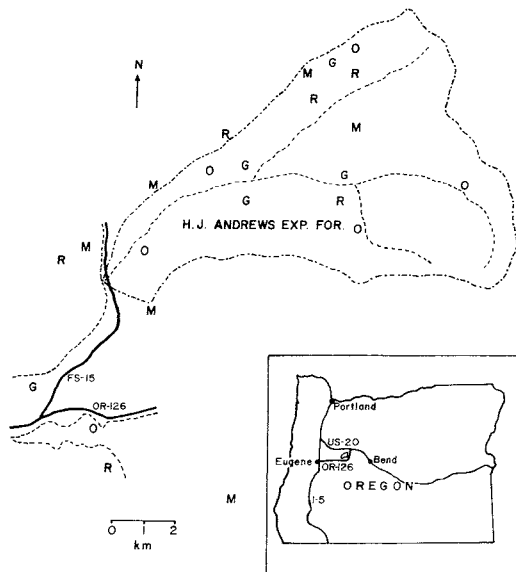 N
O
G
M R
R
R M
G
O
M G
G R O
H.J. ANDREWS EXP. FOR.
O
M
O
R
M
G
FS-15
OR-126
O
R
M
0 1 2
km
Portland
US-20
Eugene
Bend
OR-126
OREGON
I-5